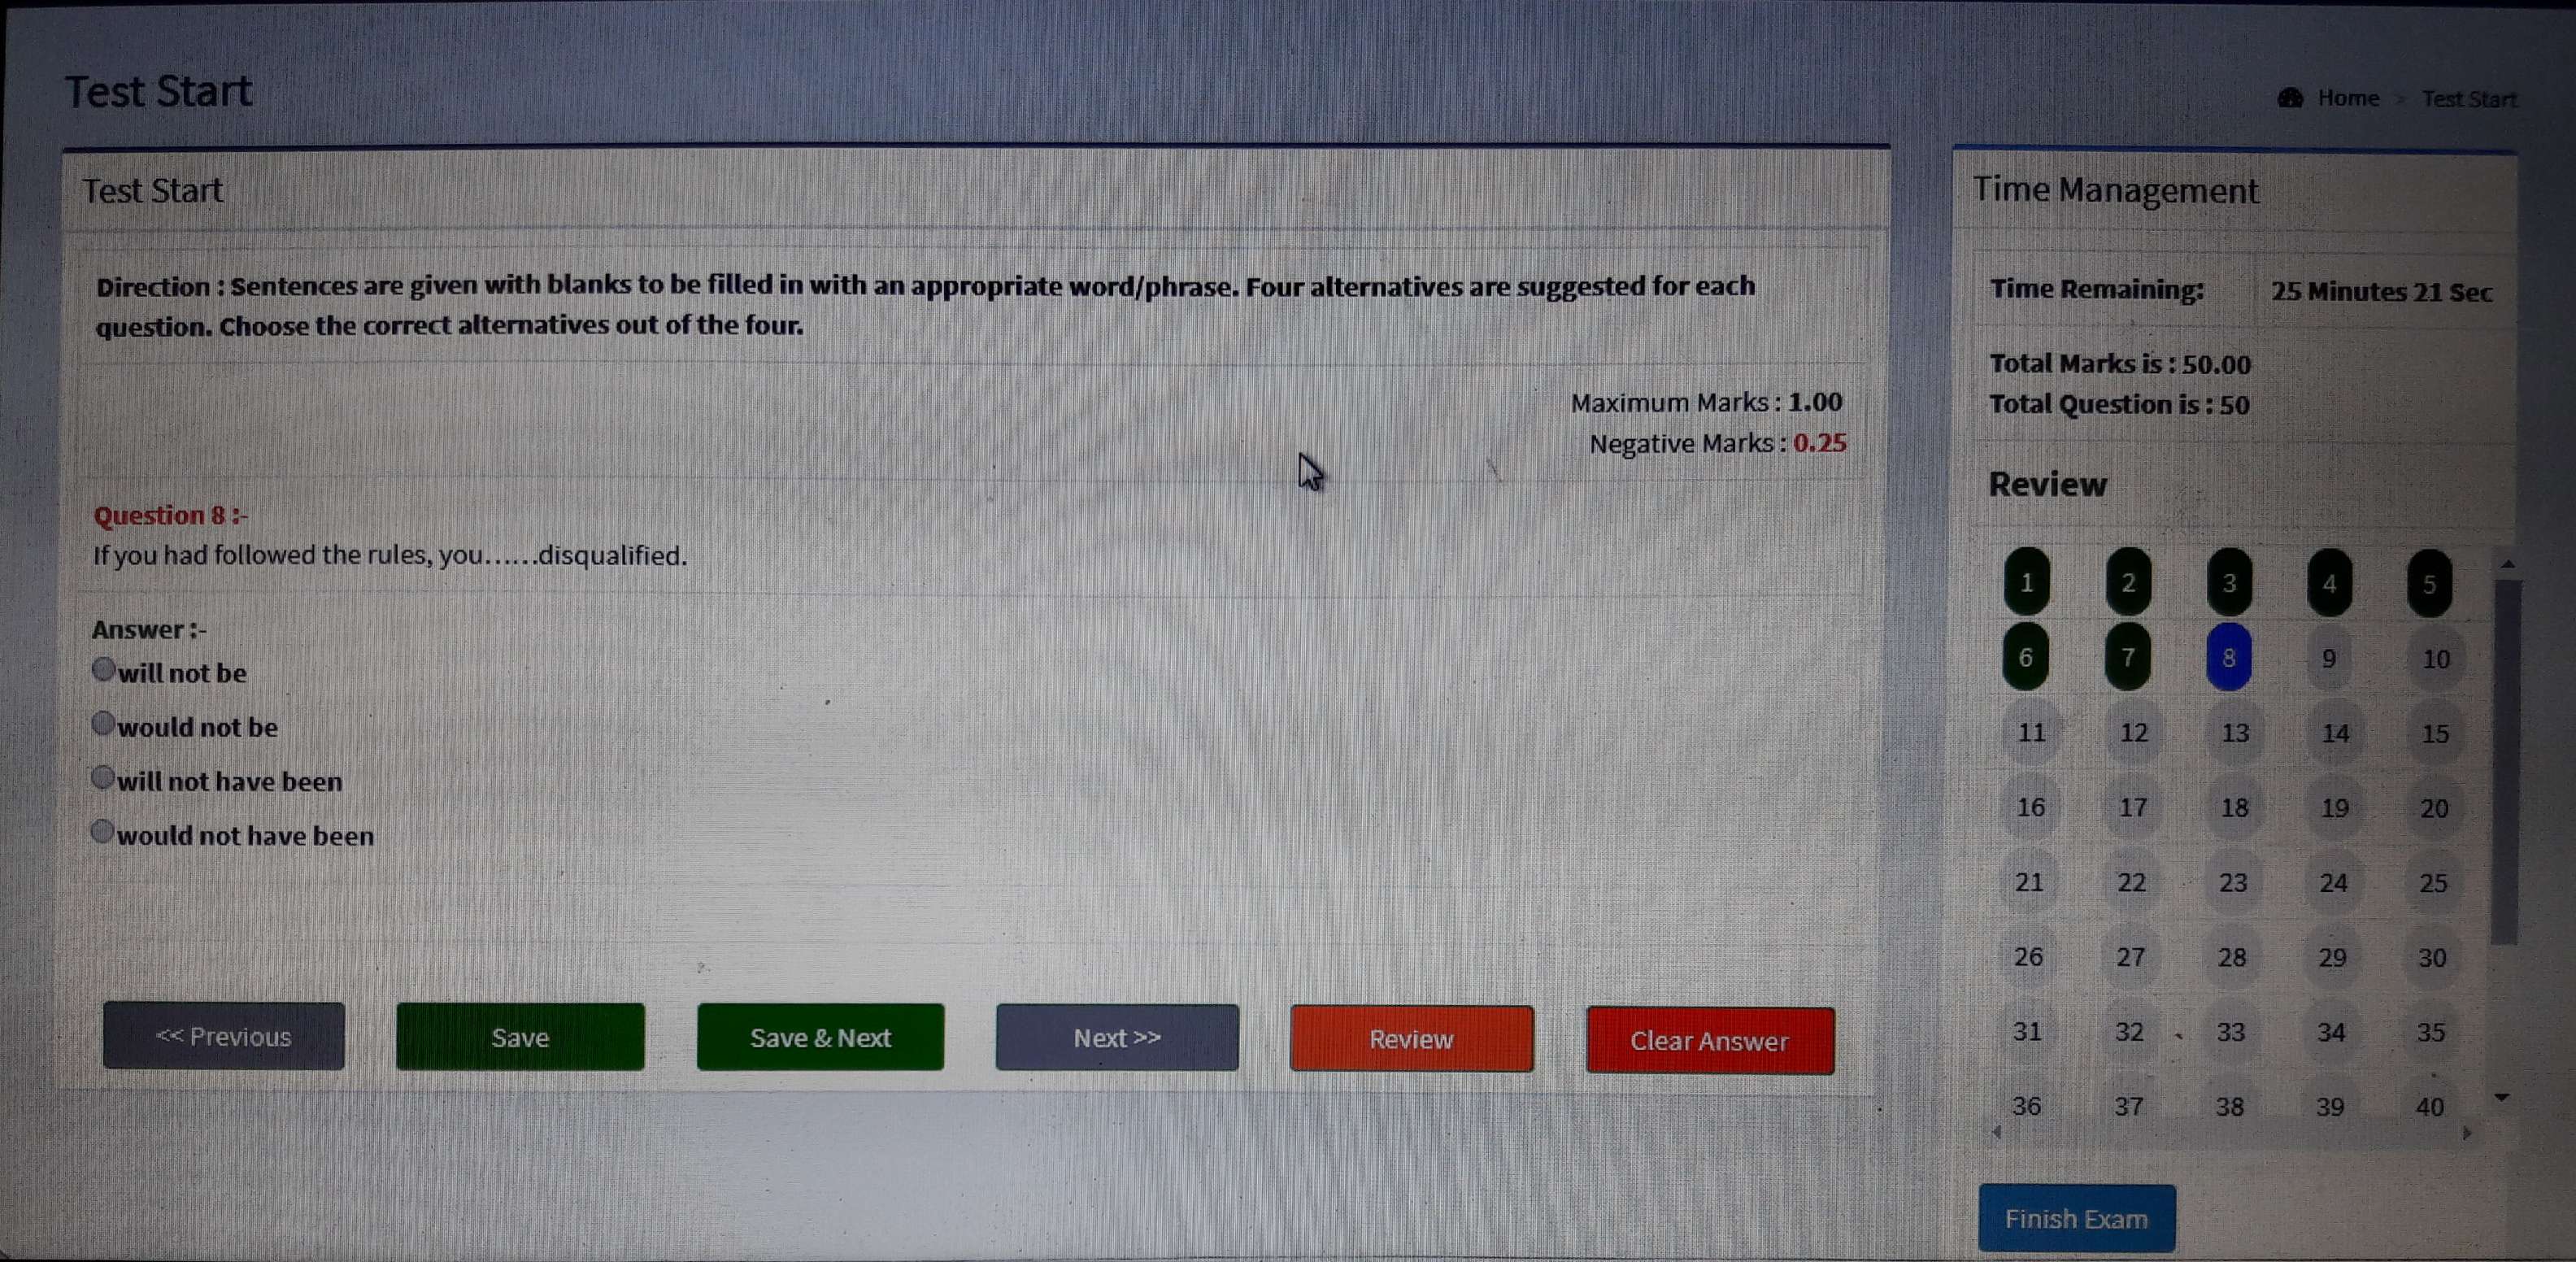 Test Start
Home > Test Start
Test Start
Direction : Sentences are given with blanks to be filled in with an appropriate word/phrase. Four alternatives are suggested for each
question. Choose the correct alternatives out of the four.
Maximum Marks : 1.00
Negative Marks : 0.25
Question 8 :-
If you had followed the rules, you......disqualified.
Answer :-
will not be
would not be
will not have been
would not have been
<< Previous
Save
Save & Next
Next >>
Review
Clear Answer
Time Management
Time Remaining: 25 Minutes 21 Sec
Total Marks is : 50.00
Total Question is : 50
Review
1 2 3 4 5
6 7 8 9 10
11 12 13 14 15
16 17 18 19 20
21 22 23 24 25
26 27 28 29 30
31 32 33 34 35
36 37 38 39 40
Finish Exam